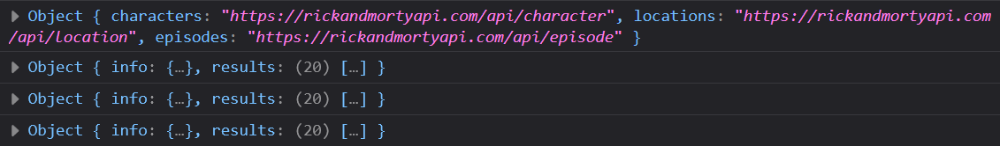 Object { characters: "https://rickandmortyapi.com/api/character", locations: "https://rickandmortyapi.com
/api/location", episodes: "https://rickandmortyapi.com/api/episode" }
Object { info: {…}, results: (20) […] }
Object { info: {…}, results: (20) […] }
Object { info: {…}, results: (20) […] }